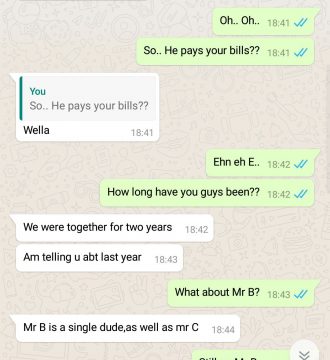 Oh.. Oh.. 18:41
So.. He pays your bills?? 18:41
You
So.. He pays your bills??
Wella 18:41
Ehn eh E.. 18:42
How long have you guys been?? 18:42
We were together for two years 18:42
Am telling u abt last year 18:43
What about Mr B? 18:43
Mr B is a single dude,as well as mr C 18:44